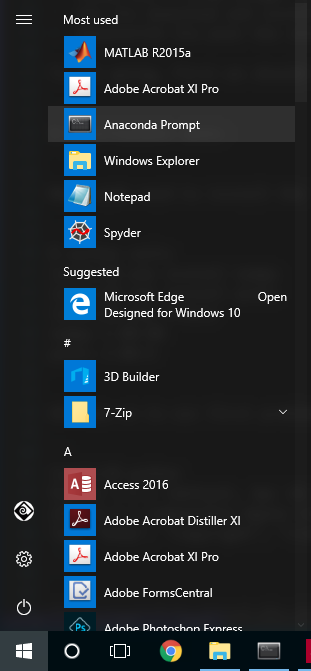 Most used
MATLAB R2015a
Adobe Acrobat XI Pro
Anaconda Prompt
Windows Explorer
Notepad
Spyder
Suggested
Microsoft Edge Open
Designed for Windows 10
#
3D Builder
7-Zip
A
Access 2016
Adobe Acrobat Distiller XI
Adobe Acrobat XI Pro
Adobe FormsCentral
Adobe Photoshop Express